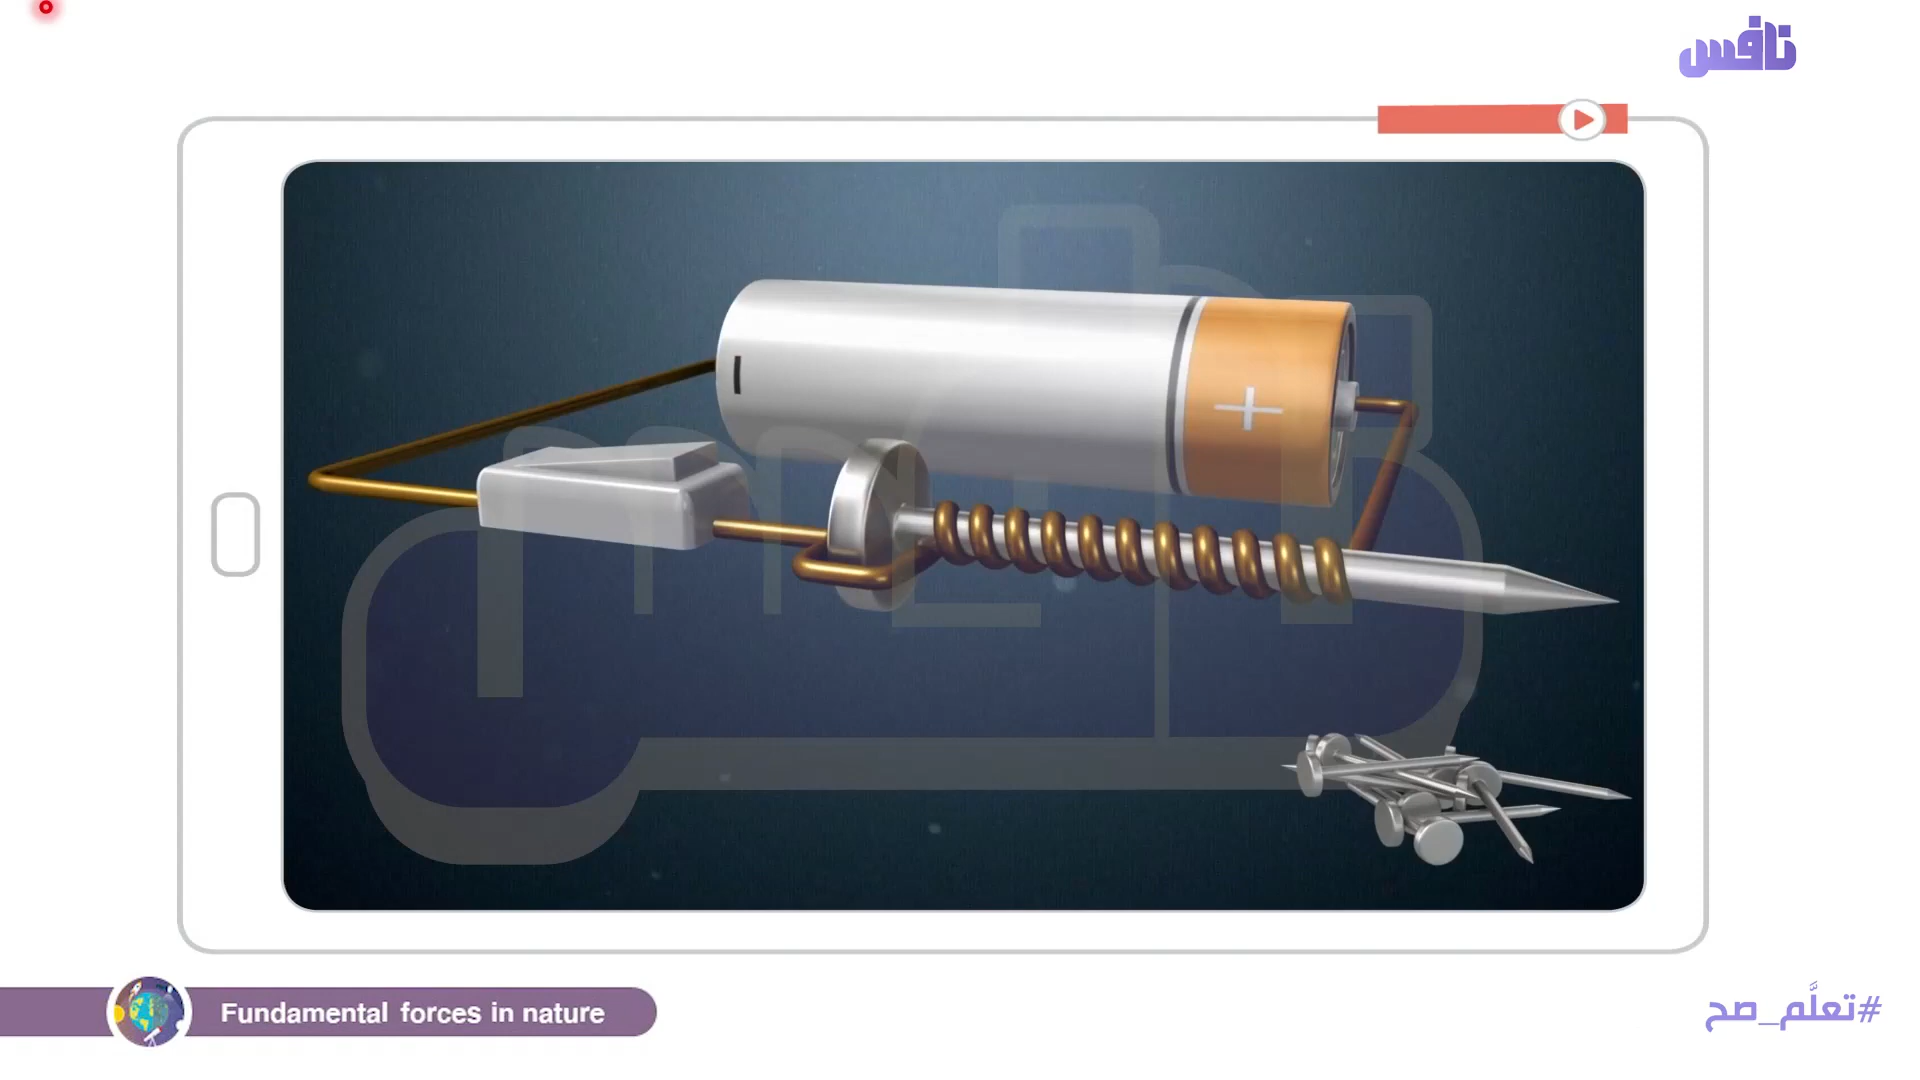 نافس
+
Fundamental forces in nature
#تعلَّم_صح